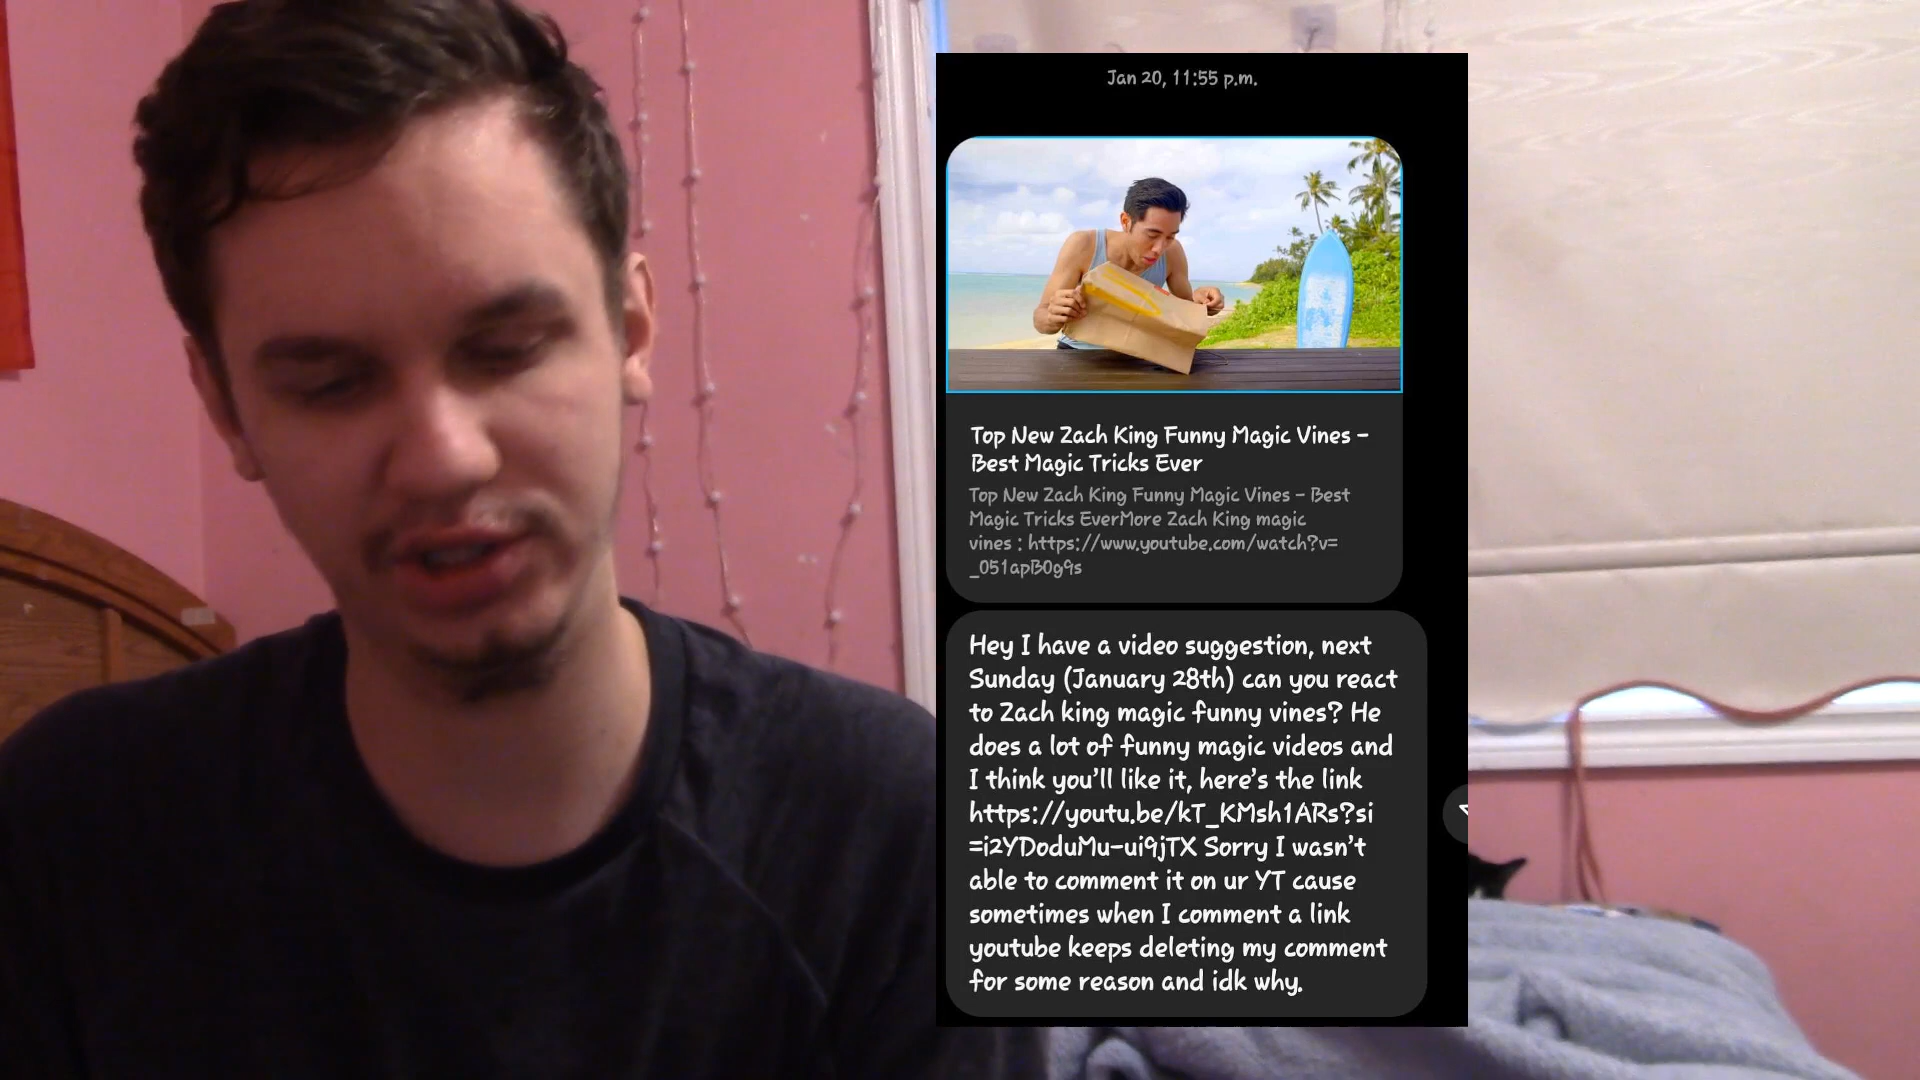 Jan 20, 11:55 p.m.
Top New Zach King Funny Magic Vines -
Best Magic Tricks Ever
Top New Zach King Funny Magic Vines - Best
Magic Tricks EverMore Zach King magic
vines : https://www.youtube.com/watch?v=
_051apB0g9s
Hey I have a video suggestion, next
Sunday (January 28th) can you react
to Zach king magic funny vines? He
does a lot of funny magic videos and
I think you'll like it, here's the link
https://youtu.be/kT_KMsh1ARs?si
=i2YDoduMu-ui9jTX Sorry I wasn't
able to comment it on ur YT cause
sometimes when I comment a link
youtube keeps deleting my comment
for some reason and idk why.